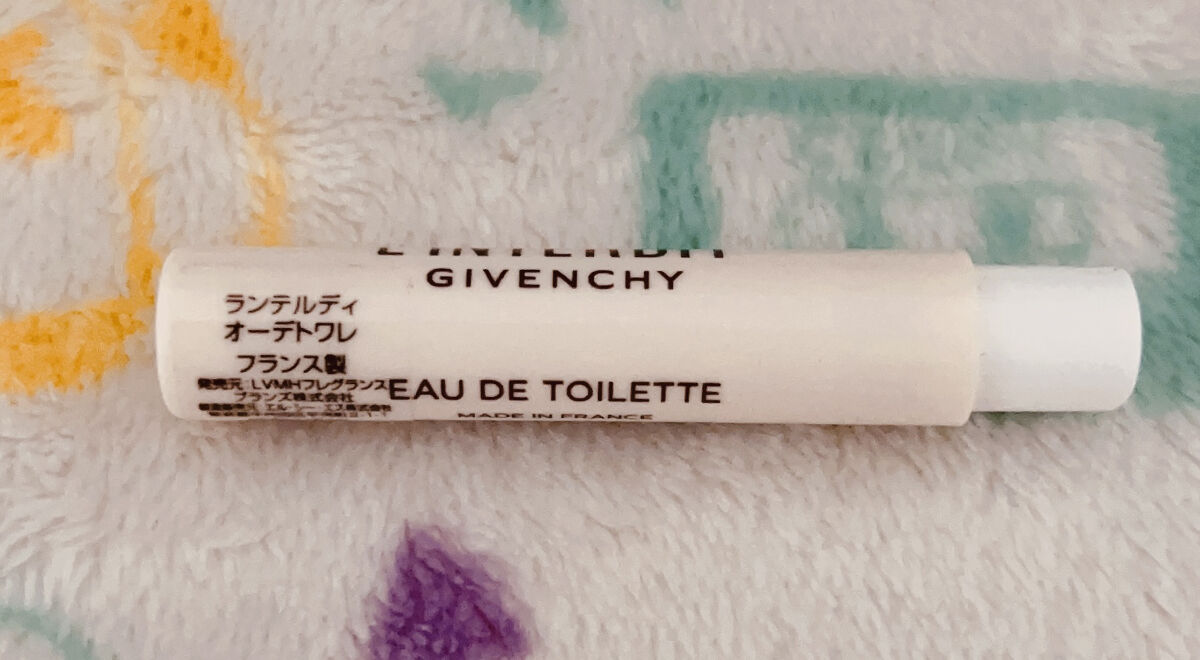 L'INTERDIT
GIVENCHY
ランテルディ
オーデトワレ
フランス製
発売元:LVMHフレグランス
ブランズ株式会社
EAU DE TOILETTE
MADE IN FRANCE